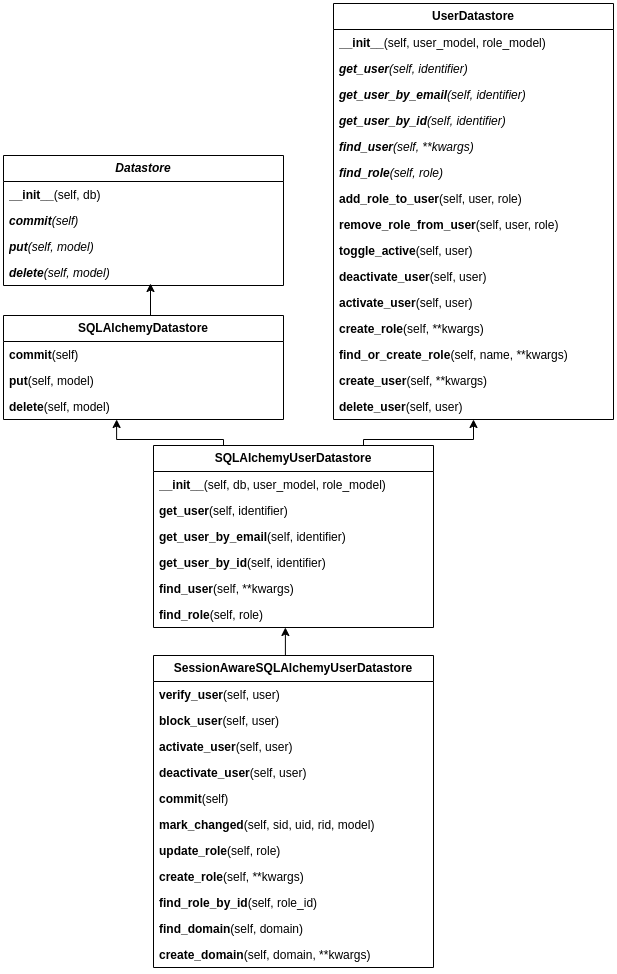 UserDatastore
__init__(self, user_model, role_model)
get_user(self, identifier)
get_user_by_email(self, identifier)
get_user_by_id(self, identifier)
find_user(self, **kwargs)
find_role(self, role)
add_role_to_user(self, user, role)
remove_role_from_user(self, user, role)
toggle_active(self, user)
deactivate_user(self, user)
activate_user(self, user)
create_role(self, **kwargs)
find_or_create_role(self, name, **kwargs)
create_user(self, **kwargs)
delete_user(self, user)
Datastore
__init__(self, db)
commit(self)
put(self, model)
delete(self, model)
SQLAlchemyDatastore
commit(self)
put(self, model)
delete(self, model)
SQLAlchemyUserDatastore
__init__(self, db, user_model, role_model)
get_user(self, identifier)
get_user_by_email(self, identifier)
get_user_by_id(self, identifier)
find_user(self, **kwargs)
find_role(self, role)
SessionAwareSQLAlchemyUserDatastore
verify_user(self, user)
block_user(self, user)
activate_user(self, user)
deactivate_user(self, user)
commit(self)
mark_changed(self, sid, uid, rid, model)
update_role(self, role)
create_role(self, **kwargs)
find_role_by_id(self, role_id)
find_domain(self, domain)
create_domain(self, domain, **kwargs)